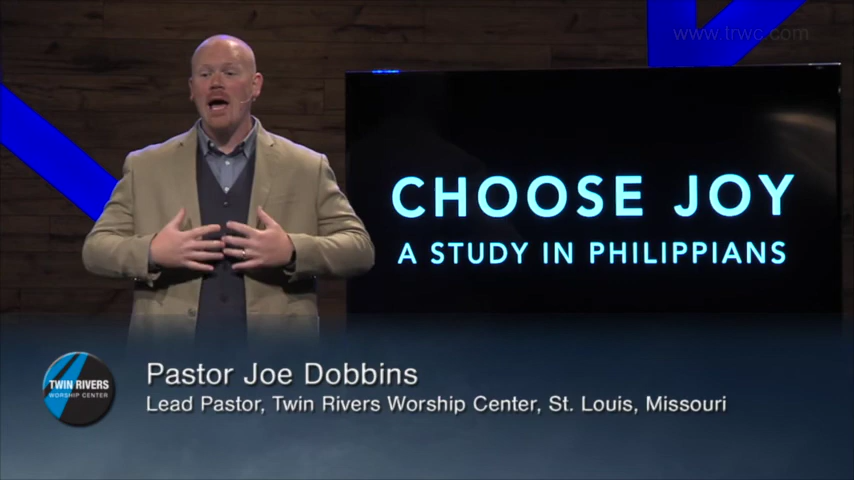 www.trwc.com
CHOOSE JOY
A STUDY IN PHILIPPIANS
TWIN RIVERS
WORSHIP CENTER
Pastor Joe Dobbins
Lead Pastor, Twin Rivers Worship Center, St. Louis, Missouri